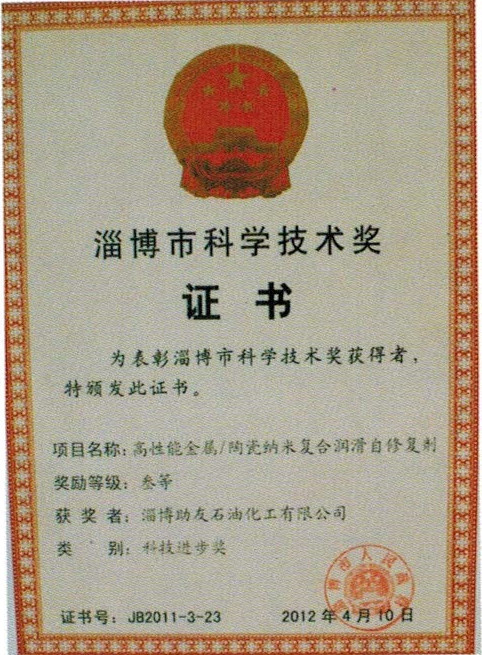 淄博市科学技术奖
证 书
为表彰淄博市科学技术奖获得者，
特颁发此证书。
项目名称：高性能金属/陶瓷纳米复合润滑自修复剂
奖励等级：叁等
获 奖 者：淄博助友石油化工有限公司
类 别：科技进步奖
证书号：JB2011-3-23 2012年4月10日